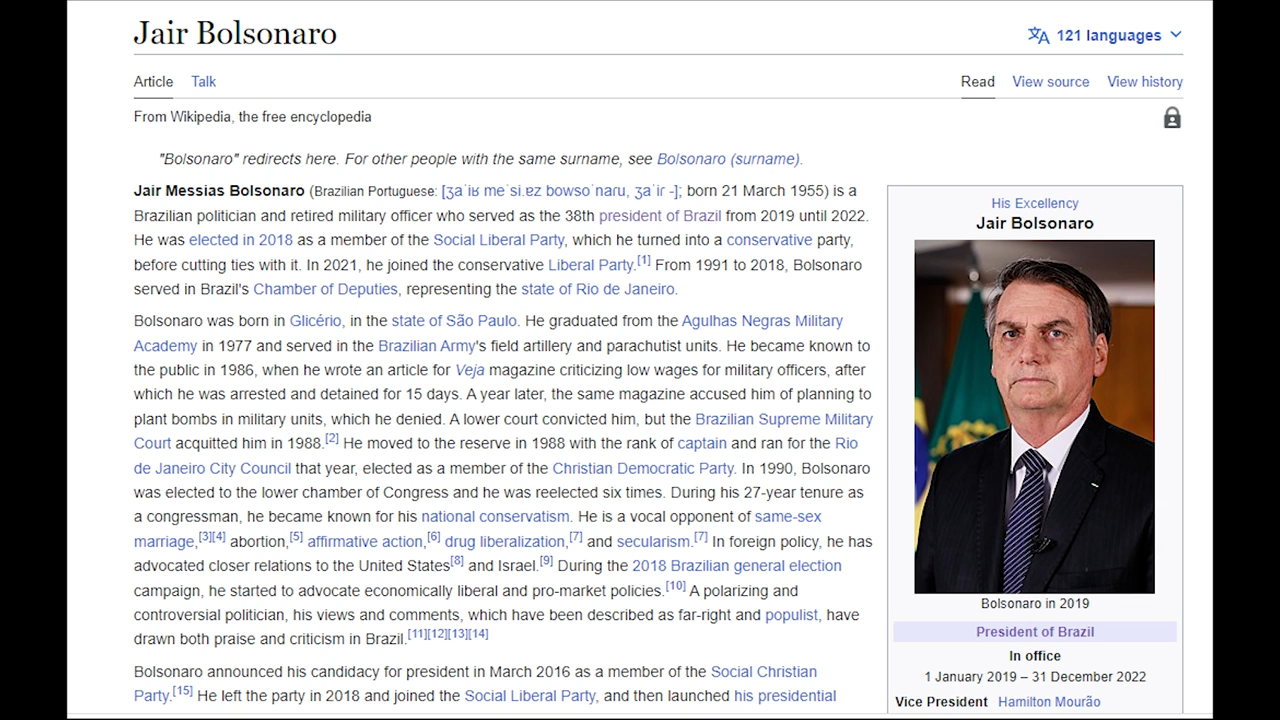 Jair Bolsonaro
121 languages
Article Talk
Read View source View history
From Wikipedia, the free encyclopedia
"Bolsonaro" redirects here. For other people with the same surname, see Bolsonaro (surname).
Jair Messias Bolsonaro (Brazilian Portuguese: [ʒaˈiʁ meˈsi.ɐz bowsoˈnaɾu, ʒaˈiɾ -]; born 21 March 1955) is a
Brazilian politician and retired military officer who served as the 38th president of Brazil from 2019 until 2022.
He was elected in 2018 as a member of the Social Liberal Party, which he turned into a conservative party,
before cutting ties with it. In 2021, he joined the conservative Liberal Party.[1] From 1991 to 2018, Bolsonaro
served in Brazil's Chamber of Deputies, representing the state of Rio de Janeiro.
Bolsonaro was born in Glicério, in the state of São Paulo. He graduated from the Agulhas Negras Military
Academy in 1977 and served in the Brazilian Army's field artillery and parachutist units. He became known to
the public in 1986, when he wrote an article for Veja magazine criticizing low wages for military officers, after
which he was arrested and detained for 15 days. A year later, the same magazine accused him of planning to
plant bombs in military units, which he denied. A lower court convicted him, but the Brazilian Supreme Military
Court acquitted him in 1988.[2] He moved to the reserve in 1988 with the rank of captain and ran for the Rio
de Janeiro City Council that year, elected as a member of the Christian Democratic Party. In 1990, Bolsonaro
was elected to the lower chamber of Congress and he was reelected six times. During his 27-year tenure as
a congressman, he became known for his national conservatism. He is a vocal opponent of same-sex
marriage,[3][4] abortion,[5] affirmative action,[6] drug liberalization,[7] and secularism.[7] In foreign policy, he has
advocated closer relations to the United States[8] and Israel.[9] During the 2018 Brazilian general election
campaign, he started to advocate economically liberal and pro-market policies.[10] A polarizing and
controversial politician, his views and comments, which have been described as far-right and populist, have
drawn both praise and criticism in Brazil.[11][12][13][14]
Bolsonaro announced his candidacy for president in March 2016 as a member of the Social Christian
Party.[15] He left the party in 2018 and joined the Social Liberal Party, and then launched his presidential
His Excellency
Jair Bolsonaro
Bolsonaro in 2019
President of Brazil
In office
1 January 2019 – 31 December 2022
Vice President Hamilton Mourão